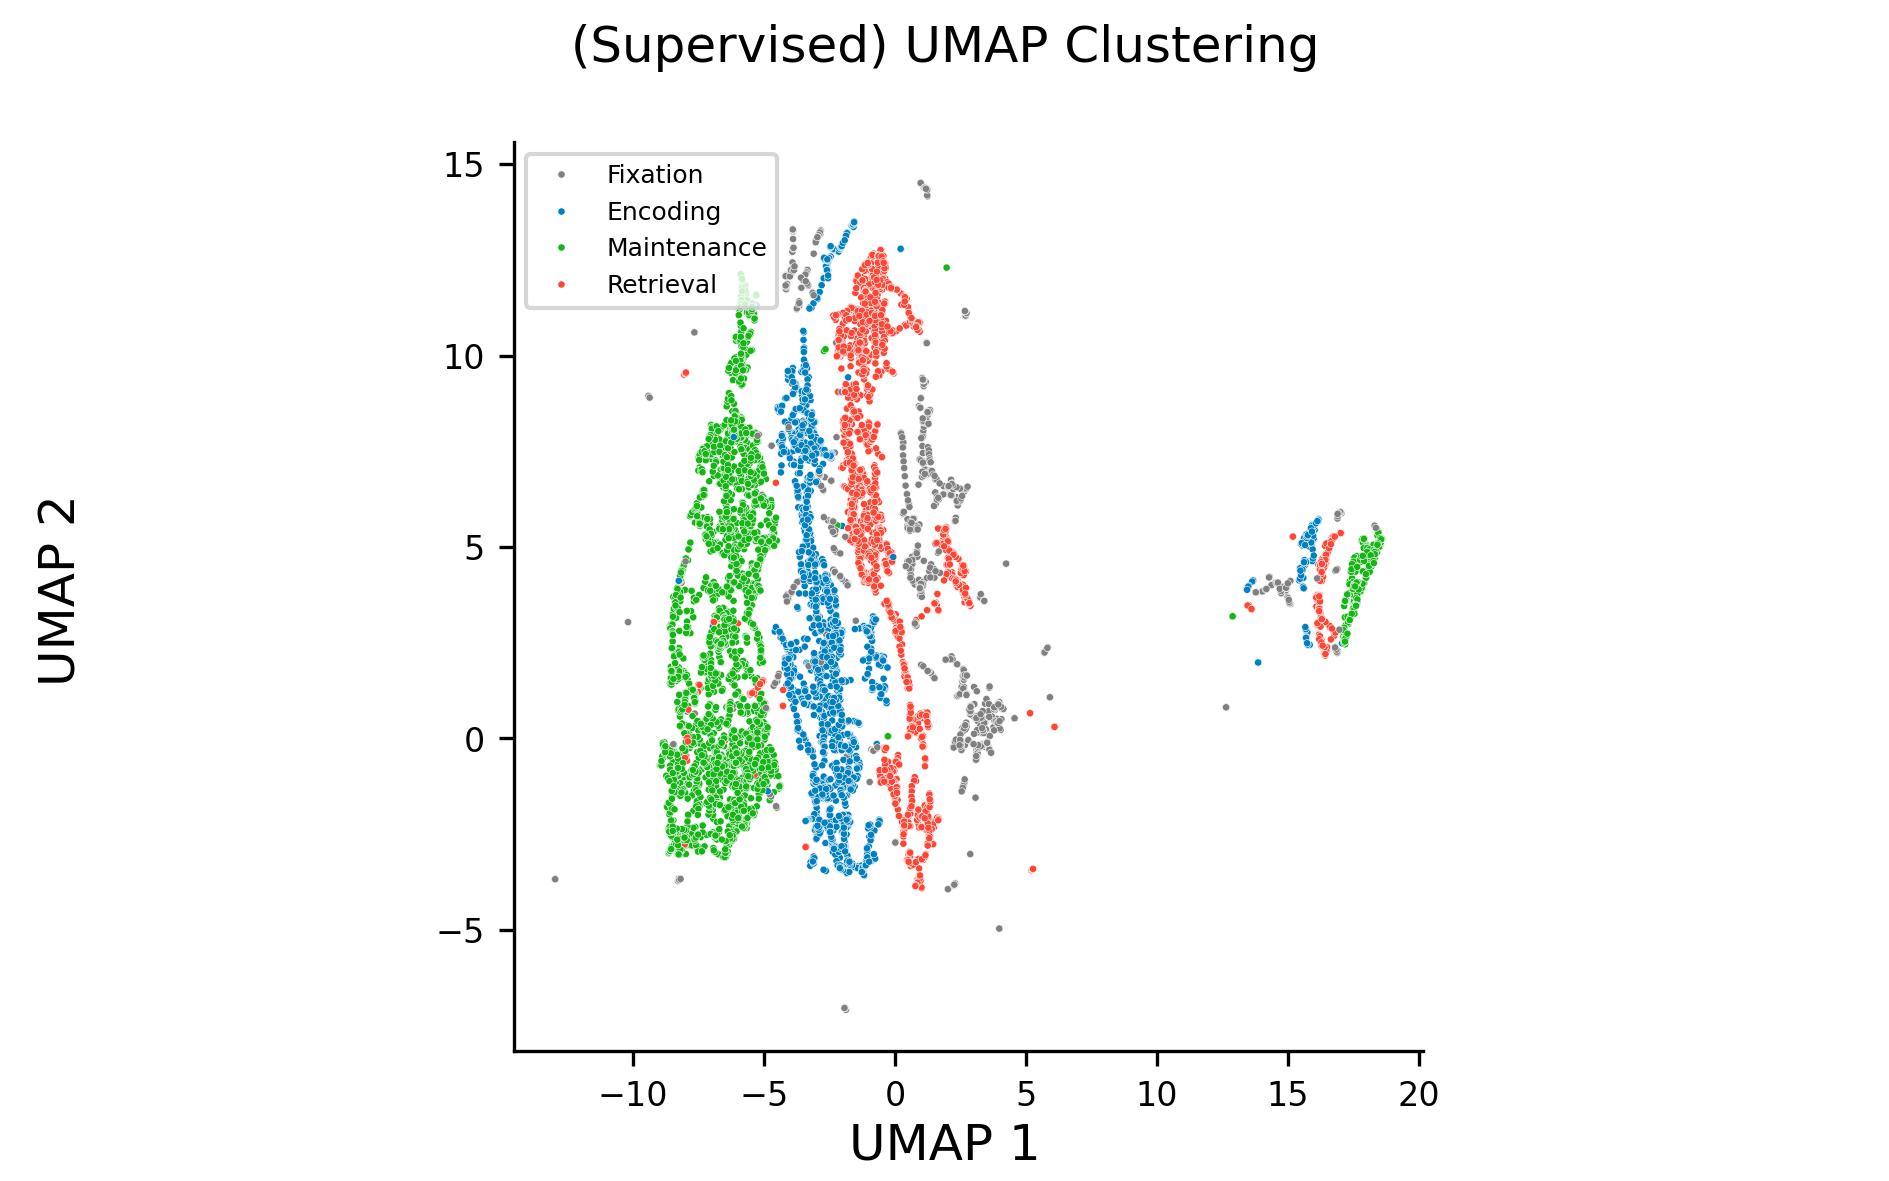 (Supervised) UMAP Clustering
UMAP 2
15
10
5
0
−5
Fixation
Encoding
Maintenance
Retrieval
−10 −5 0 5 10 15 20
UMAP 1